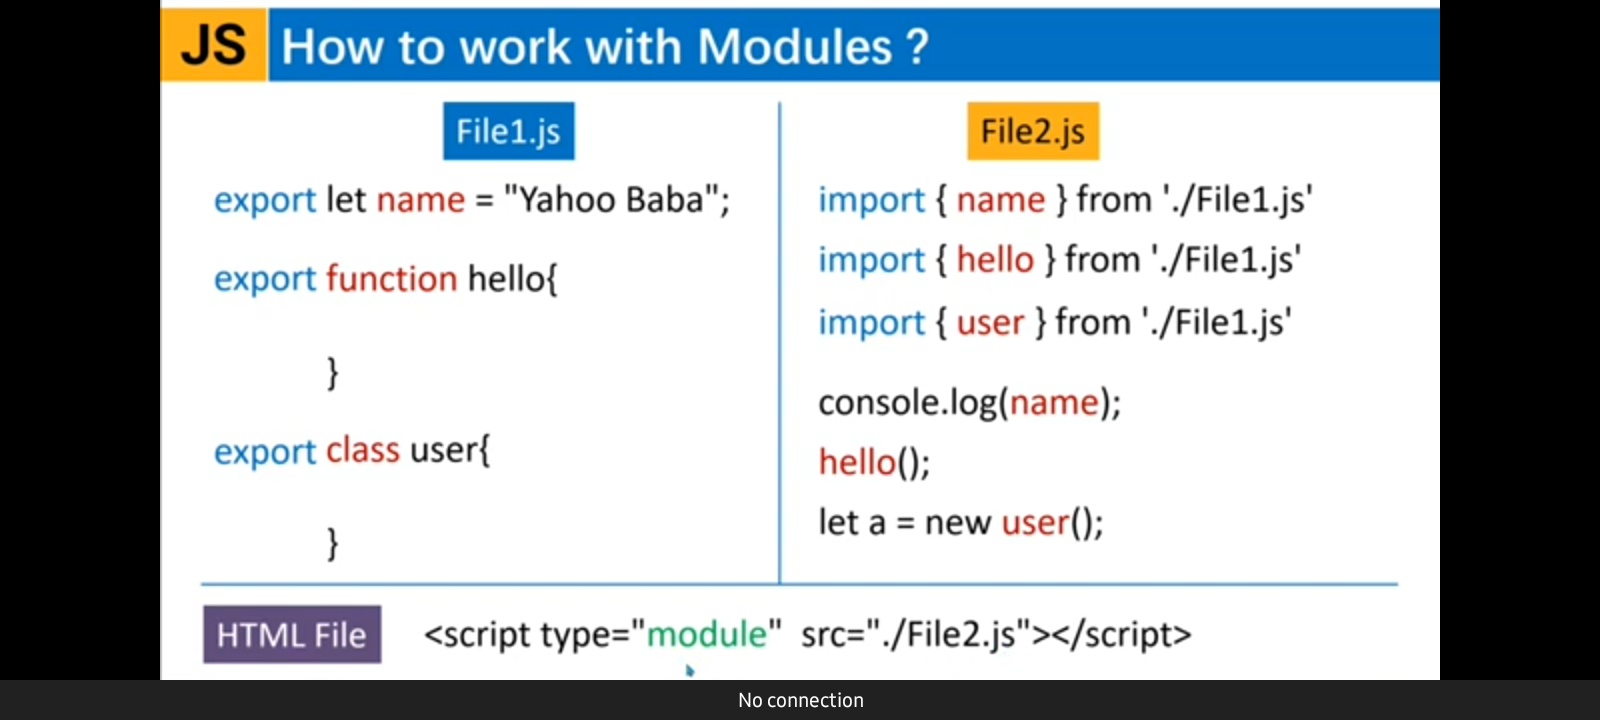 JS How to work with Modules ?
File1.js
export let name = "Yahoo Baba";
export function hello{
}
export class user{
}
File2.js
import { name } from './File1.js'
import { hello } from './File1.js'
import { user } from './File1.js'
console.log(name);
hello();
let a = new user();
HTML File
<script type="module" src="./File2.js"></script>
No connection